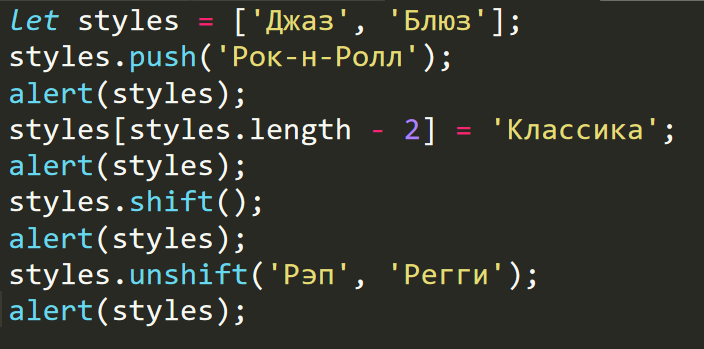 let styles = ['Джаз', 'Блюз'];
styles.push('Рок-н-Ролл');
alert(styles);
styles[styles.length - 2] = 'Классика';
alert(styles);
styles.shift();
alert(styles);
styles.unshift('Рэп', 'Регги');
alert(styles);